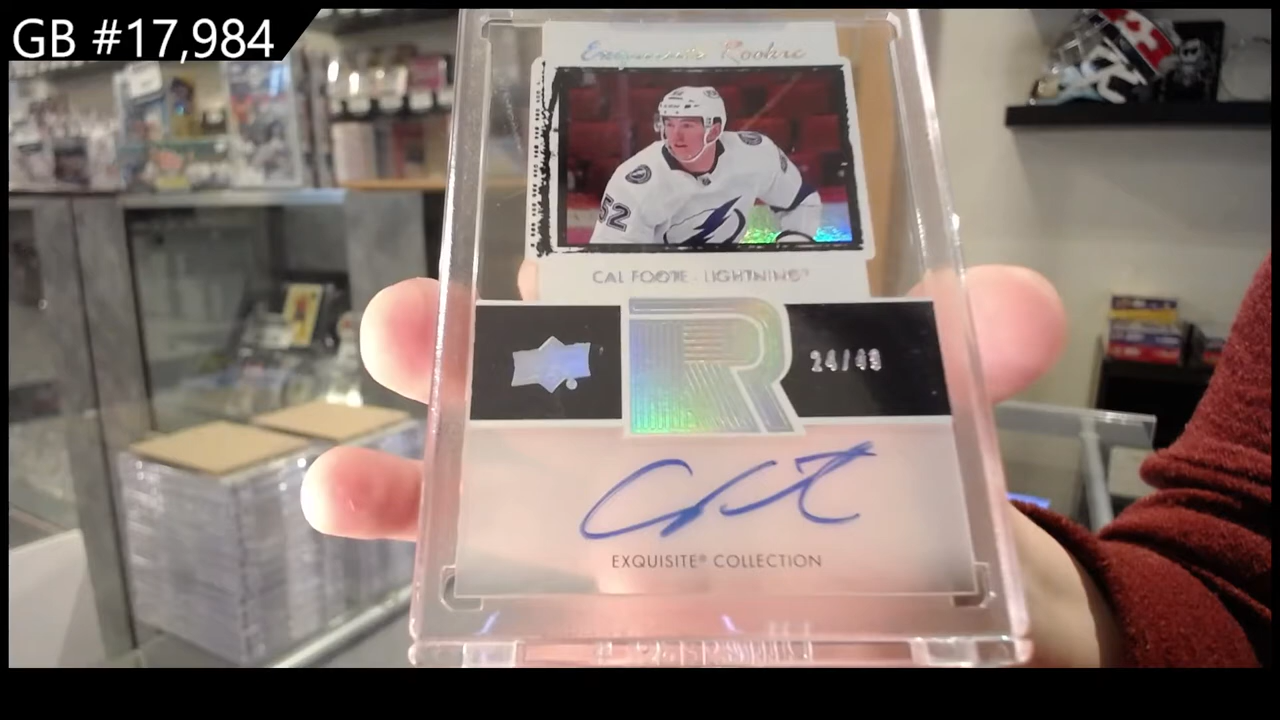 GB #17,984
Exquisite Rookie
52
CAL FOOTE - LIGHTNING
R
24/49
EXQUISITE® COLLECTION